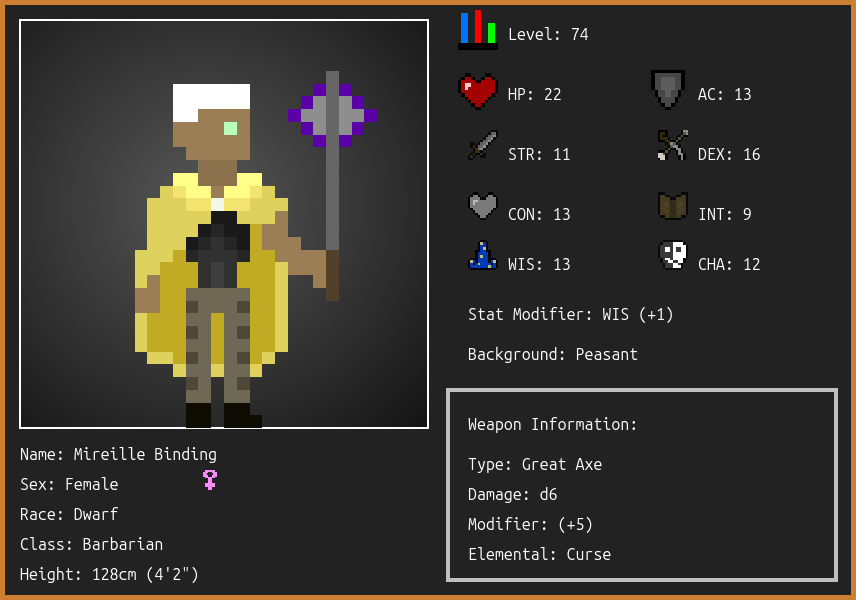 Level: 74
HP: 22
AC: 13
STR: 11
DEX: 16
CON: 13
INT: 9
WIS: 13
CHA: 12
Stat Modifier: WIS (+1)
Background: Peasant
Weapon Information:
Type: Great Axe
Damage: d6
Modifier: (+5)
Elemental: Curse
Name: Mireille Binding
Sex: Female
Race: Dwarf
Class: Barbarian
Height: 128cm (4'2")